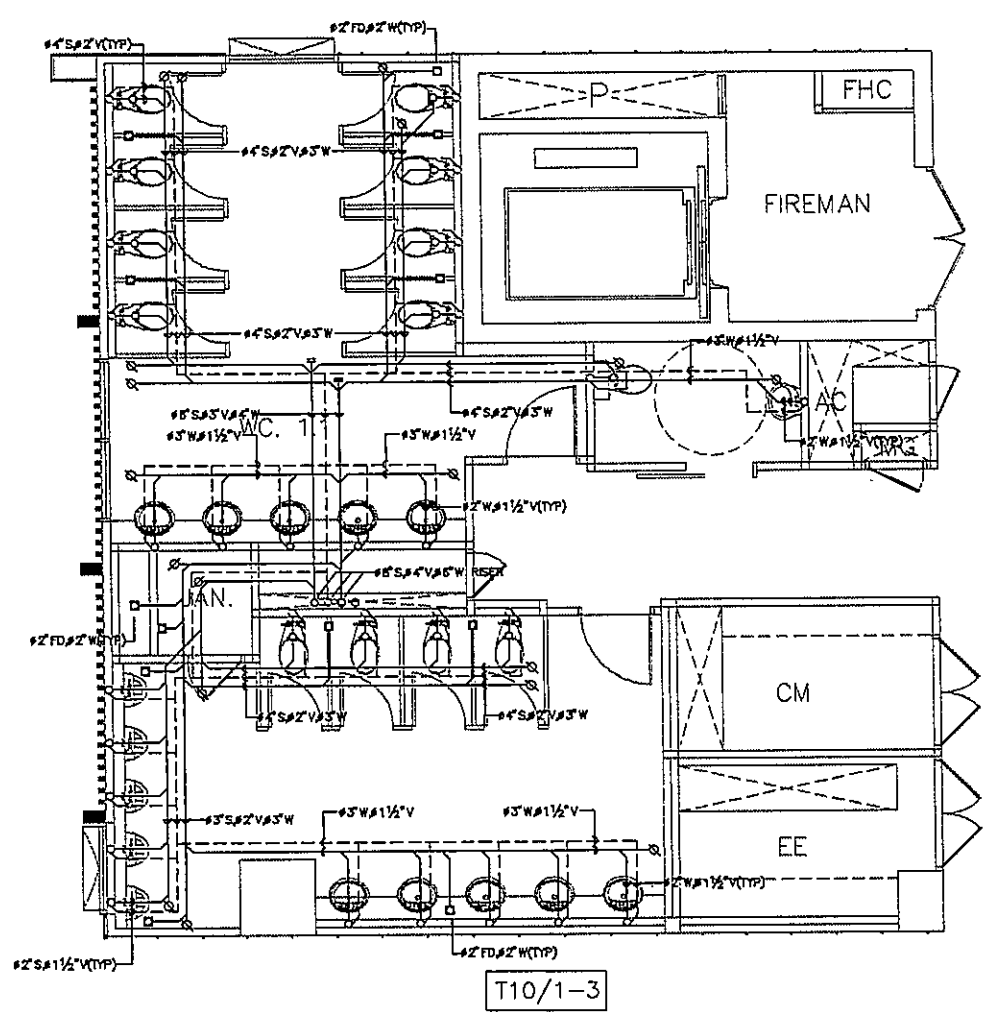 ø2"FD,ø2"W(TYP)
ø4"S,ø2"V(TYP)
P
FHC
ø4"S,ø2"V,ø3"W
FIREMAN
ø4"S,ø2"V,ø3"W
ø3"W,ø1½"V
AC
ø6"S,ø3"V,ø4"W
ø4"S,ø2"V,ø3"W
WC. 1.1
ø3"W,ø1½"V
ø3"W,ø1½"V
ø2"W,ø1½"V(TYP)
ø2"W,ø1½"V(TYP)
ø6"S,ø4"V,ø6"W RISER
JAN.
ø2"FD,ø2"W(TYP)
CM
ø4"S,ø2"V,ø3"W
ø4"S,ø2"V,ø3"W
ø3"S,ø2"V,ø3"W
ø3"W,ø1½"V
ø3"W,ø1½"V
EE
ø2"W,ø1½"V(TYP)
ø2"FD,ø2"W(TYP)
ø2"S,ø1½"V(TYP)
T10/1-3